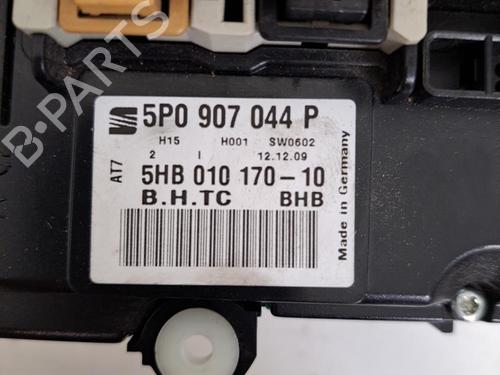 5P0 907 044 P
H15 H001 SW0602
2 I 12.12.09
AT7
5HB 010 170-10
B.H.TC BHB
Made in Germany